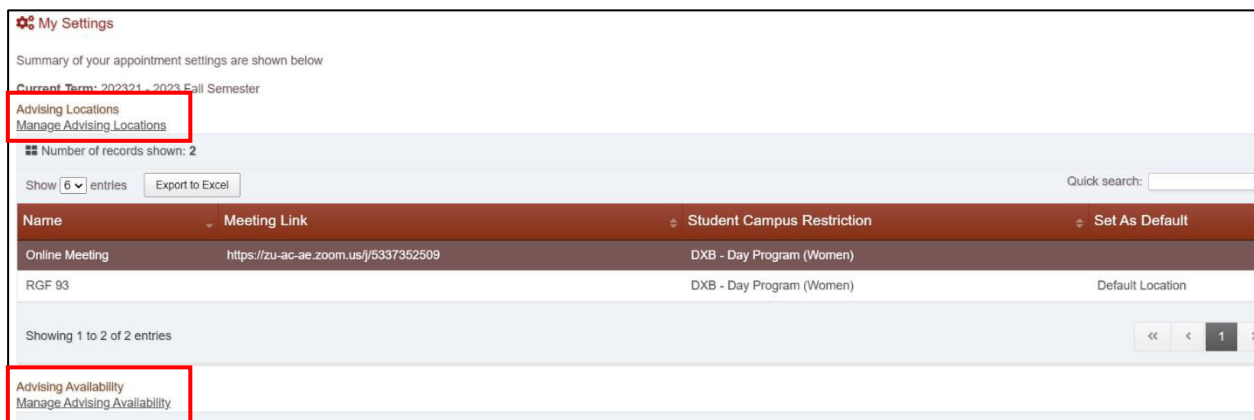 My Settings
Summary of your appointment settings are shown below
Current Term: 202321 - 2023 Fall Semester
Advising Locations
Manage Advising Locations
Number of records shown: 2
Show 6 entries Export to Excel Quick search:
Name Meeting Link Student Campus Restriction Set As Default
Online Meeting https://zu-ac-ae.zoom.us/j/5337352509 DXB - Day Program (Women)
RGF 93 DXB - Day Program (Women) Default Location
Showing 1 to 2 of 2 entries « < 1
Advising Availability
Manage Advising Availability